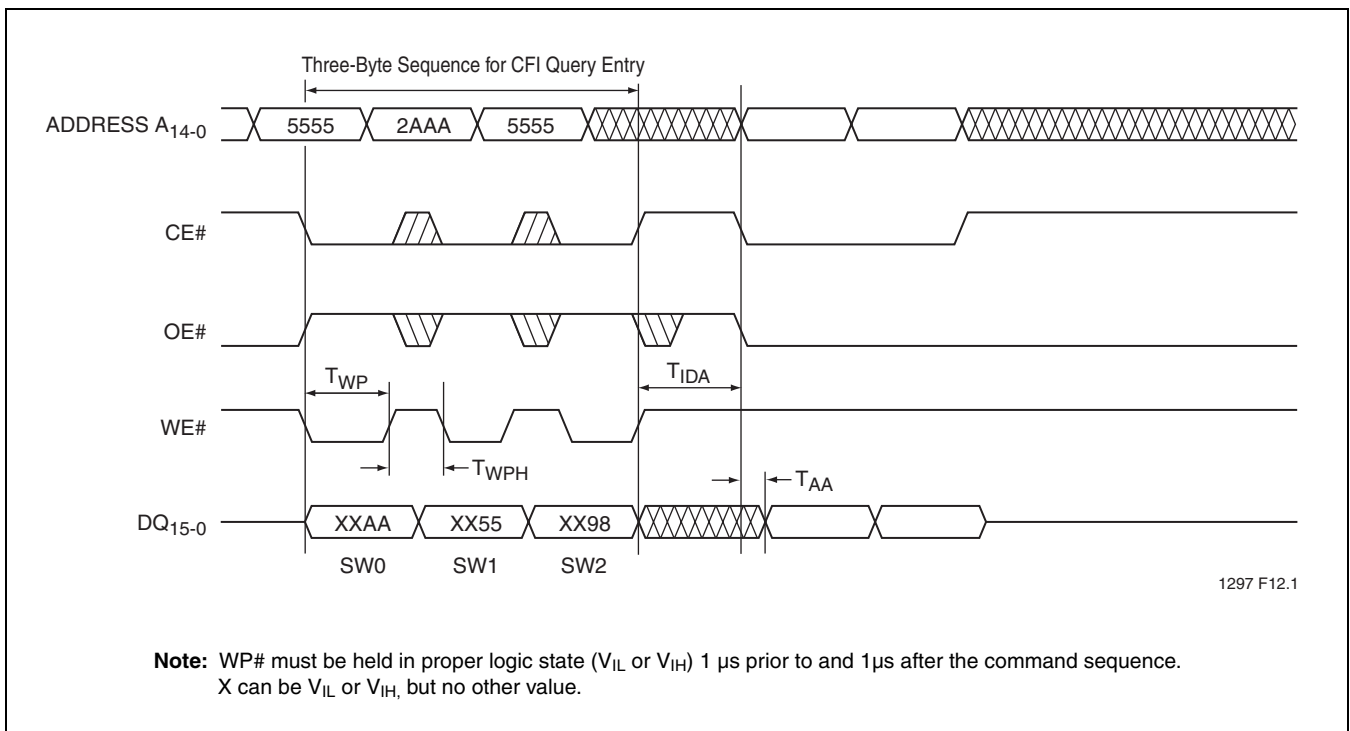 Three-Byte Sequence for CFI Query Entry
ADDRESS A14-0
5555 2AAA 5555
CE#
OE#
TWP TIDA
WE#
TWPH
TAA
DQ15-0
XXAA XX55 XX98
SW0 SW1 SW2
1297 F12.1
Note: WP# must be held in proper logic state (VIL or VIH) 1 µs prior to and 1µs after the command sequence.
X can be VIL or VIH, but no other value.